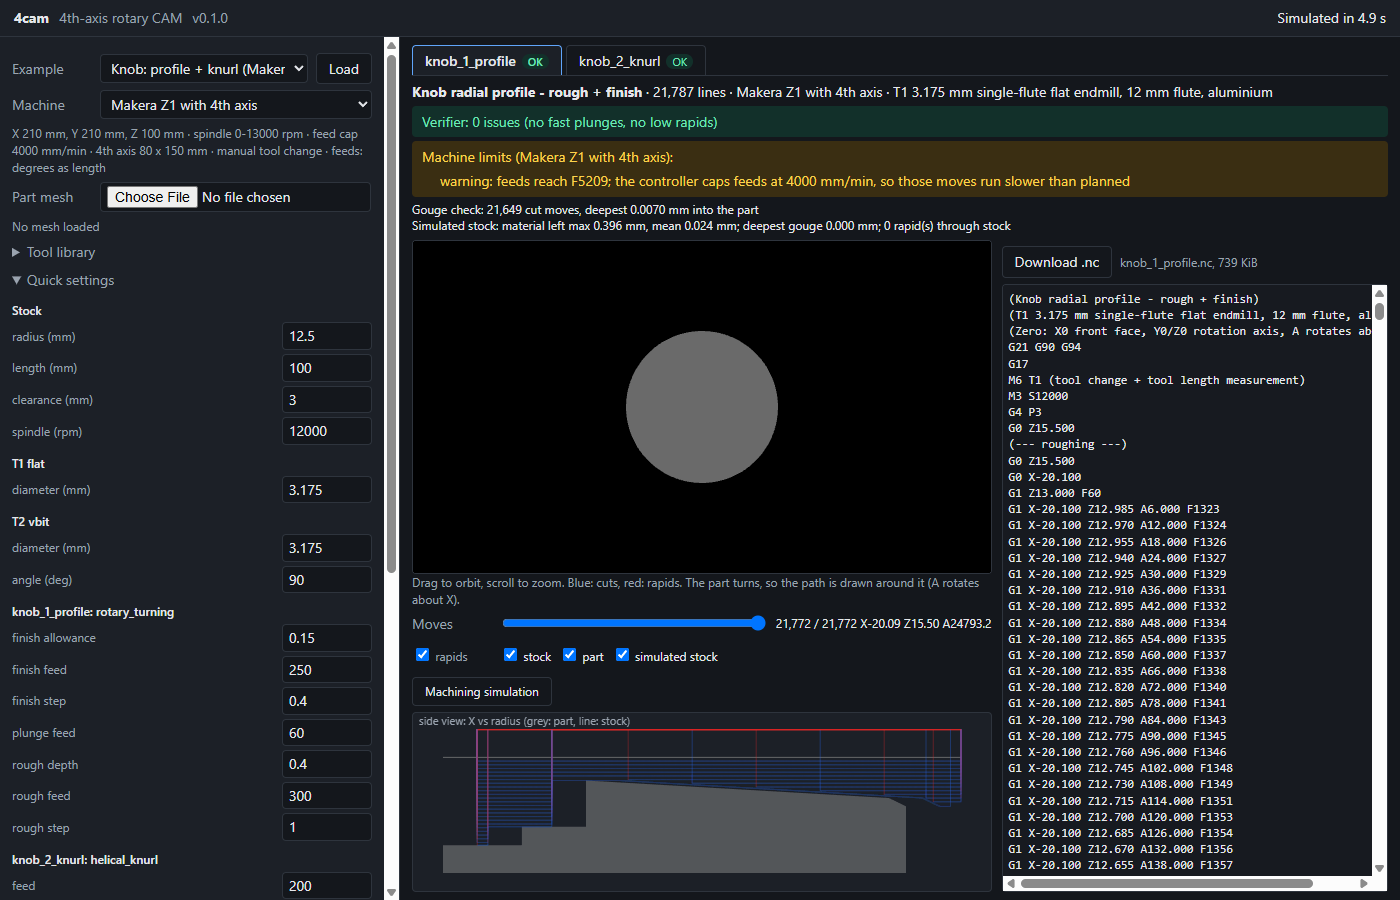 4cam 4th-axis rotary CAM v0.1.0
Simulated in 4.9 s
Example Knob: profile + knurl (Maker Load
Machine Makera Z1 with 4th axis
X 210 mm, Y 210 mm, Z 100 mm · spindle 0-13000 rpm · feed cap
4000 mm/min · 4th axis 80 x 150 mm · manual tool change · feeds:
degrees as length
Part mesh Choose File No file chosen
No mesh loaded
▶ Tool library
▼ Quick settings
Stock
radius (mm) 12.5
length (mm) 100
clearance (mm) 3
spindle (rpm) 12000
T1 flat
diameter (mm) 3.175
T2 vbit
diameter (mm) 3.175
angle (deg) 90
knob_1_profile: rotary_turning
finish allowance 0.15
finish feed 250
finish step 0.4
plunge feed 60
rough depth 0.4
rough feed 300
rough step 1
knob_2_knurl: helical_knurl
feed 200
knob_1_profile OK knob_2_knurl OK
Knob radial profile - rough + finish · 21,787 lines · Makera Z1 with 4th axis · T1 3.175 mm single-flute flat endmill, 12 mm flute, aluminium
Verifier: 0 issues (no fast plunges, no low rapids)
Machine limits (Makera Z1 with 4th axis):
warning: feeds reach F5209; the controller caps feeds at 4000 mm/min, so those moves run slower than planned
Gouge check: 21,649 cut moves, deepest 0.0070 mm into the part
Simulated stock: material left max 0.396 mm, mean 0.024 mm; deepest gouge 0.000 mm; 0 rapid(s) through stock
Drag to orbit, scroll to zoom. Blue: cuts, red: rapids. The part turns, so the path is drawn around it (A rotates
about X).
Moves 21,772 / 21,772 X-20.09 Z15.50 A24793.2
rapids stock part simulated stock
Machining simulation
side view: X vs radius (grey: part, line: stock)
Download .nc knob_1_profile.nc, 739 KiB
(Knob radial profile - rough + finish)
(T1 3.175 mm single-flute flat endmill, 12 mm flute, al
(Zero: X0 front face, Y0/Z0 rotation axis, A rotates ab
G21 G90 G94
G17
M6 T1 (tool change + tool length measurement)
M3 S12000
G4 P3
G0 Z15.500
(--- roughing ---)
G0 Z15.500
G0 X-20.100
G1 Z13.000 F60
G1 X-20.100 Z12.985 A6.000 F1323
G1 X-20.100 Z12.970 A12.000 F1324
G1 X-20.100 Z12.955 A18.000 F1326
G1 X-20.100 Z12.940 A24.000 F1327
G1 X-20.100 Z12.925 A30.000 F1329
G1 X-20.100 Z12.910 A36.000 F1331
G1 X-20.100 Z12.895 A42.000 F1332
G1 X-20.100 Z12.880 A48.000 F1334
G1 X-20.100 Z12.865 A54.000 F1335
G1 X-20.100 Z12.850 A60.000 F1337
G1 X-20.100 Z12.835 A66.000 F1338
G1 X-20.100 Z12.820 A72.000 F1340
G1 X-20.100 Z12.805 A78.000 F1341
G1 X-20.100 Z12.790 A84.000 F1343
G1 X-20.100 Z12.775 A90.000 F1345
G1 X-20.100 Z12.760 A96.000 F1346
G1 X-20.100 Z12.745 A102.000 F1348
G1 X-20.100 Z12.730 A108.000 F1349
G1 X-20.100 Z12.715 A114.000 F1351
G1 X-20.100 Z12.700 A120.000 F1353
G1 X-20.100 Z12.685 A126.000 F1354
G1 X-20.100 Z12.670 A132.000 F1356
G1 X-20.100 Z12.655 A138.000 F1357